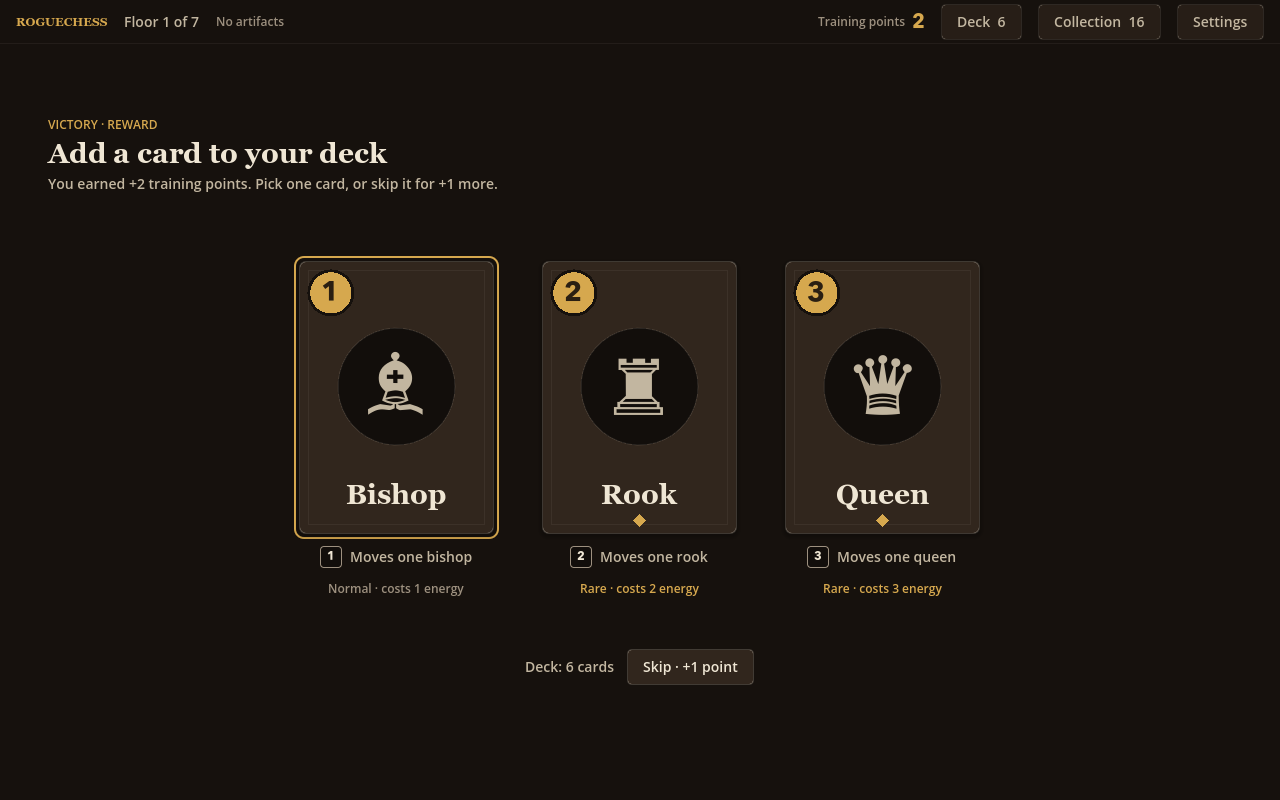 ROGUECHESS Floor 1 of 7 No artifacts Training points 2 Deck 6 Collection 16 Settings
VICTORY · REWARD
Add a card to your deck
You earned +2 training points. Pick one card, or skip it for +1 more.
1 2 3
Bishop Rook Queen
1 Moves one bishop 2 Moves one rook 3 Moves one queen
Normal · costs 1 energy Rare · costs 2 energy Rare · costs 3 energy
Deck: 6 cards Skip · +1 point